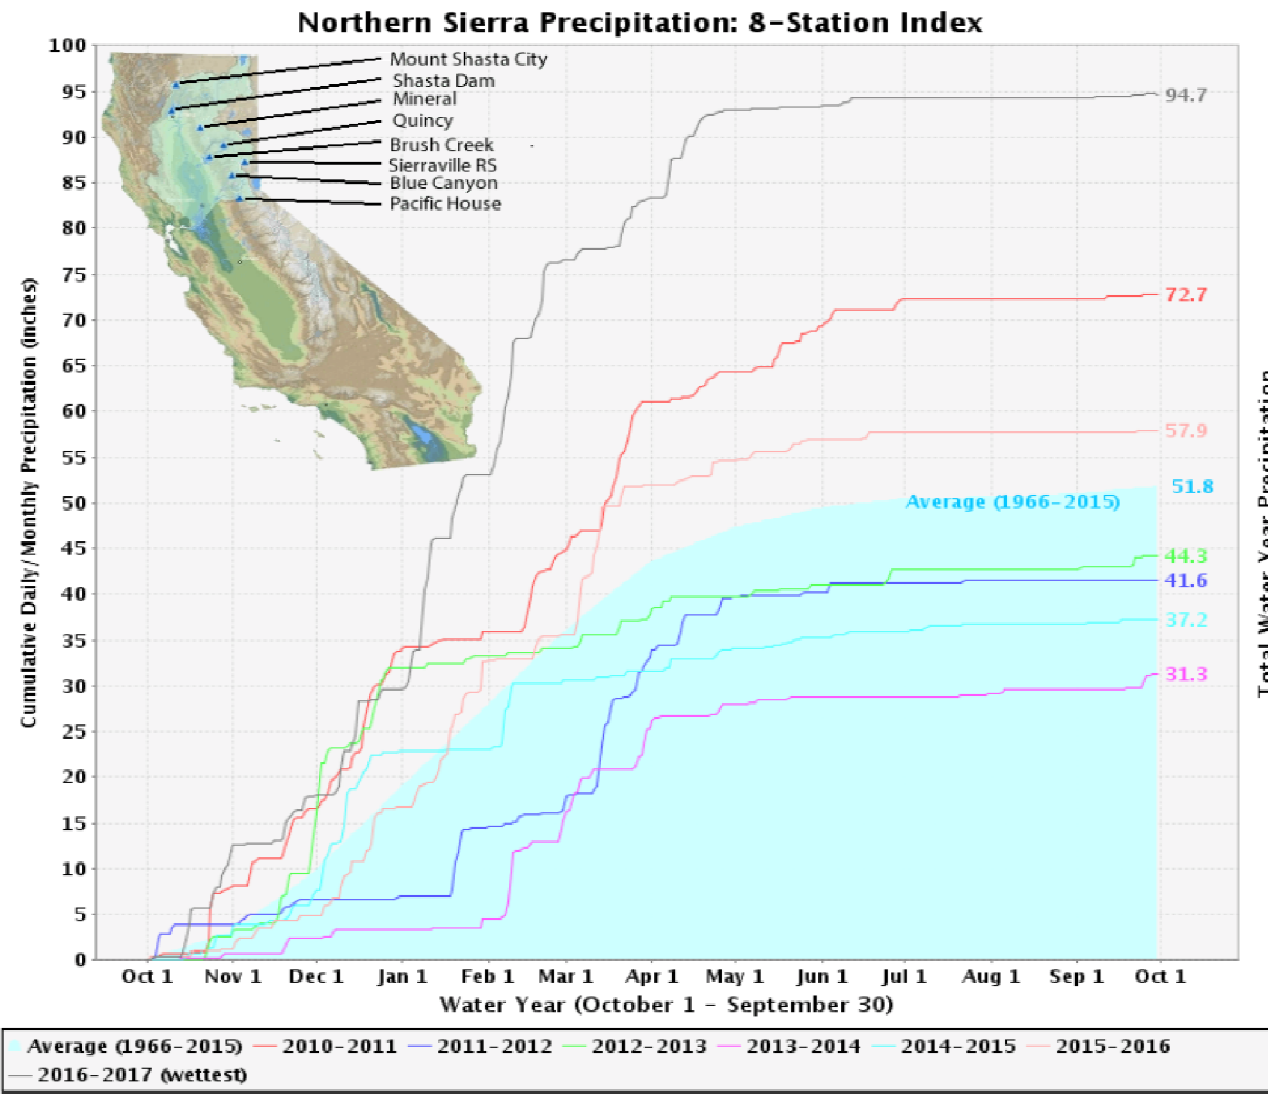 Northern Sierra Precipitation: 8-Station Index
Cumulative Daily/Monthly Precipitation (inches)
100
95
90
85
80
75
70
65
60
55
50
45
40
35
30
25
20
15
10
5
0
Mount Shasta City
Shasta Dam
Mineral
Quincy
Brush Creek
Sierraville RS
Blue Canyon
Pacific House
94.7
72.7
57.9
51.8
Average (1966-2015)
44.3
41.6
37.2
31.3
Total Water Year Precipitation
Oct 1 Nov 1 Dec 1 Jan 1 Feb 1 Mar 1 Apr 1 May 1 Jun 1 Jul 1 Aug 1 Sep 1 Oct 1
Water Year (October 1 - September 30)
Average (1966-2015) 2010-2011 2011-2012 2012-2013 2013-2014 2014-2015 2015-2016
2016-2017 (wettest)